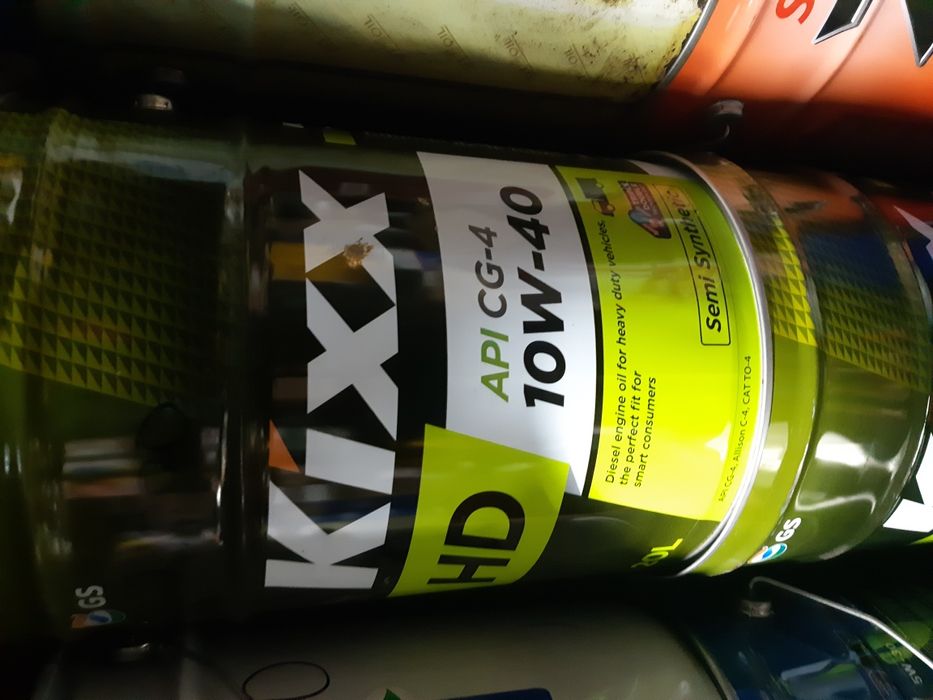 KIXX
HD
API CG-4
10W-40
Diesel engine oil for heavy duty vehicles,
the perfect fit for
smart consumers
Semi Synthetic
API CG-4, Allison C-4, CAT TO-4
GS
GS